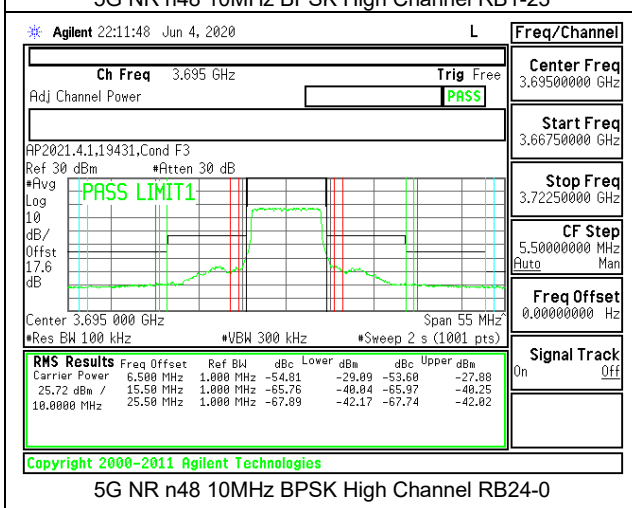 5G NR n48 10MHz BPSK High Channel RB1-23
Agilent 22:11:48 Jun 4, 2020 L
Freq/Channel
Ch Freq 3.695 GHz Trig Free
Adj Channel Power PASS
Center Freq
3.69500000 GHz
Start Freq
3.66750000 GHz
Stop Freq
3.72250000 GHz
CF Step
5.50000000 MHz
Auto Man
Freq Offset
0.00000000 Hz
Signal Track
On Off
AP2021.4.1,19431,Cond F3
Ref 30 dBm #Atten 30 dB
#Avg
Log
10
dB/
Offst
17.6
dB
PASS LIMIT1
Center 3.695 000 GHz Span 55 MHz^
#Res BW 100 kHz #VBW 300 kHz #Sweep 2 s (1001 pts)
RMS Results Freq Offset Ref BW dBc Lower dBm dBc Upper dBm
Carrier Power 6.500 MHz 1.000 MHz -54.81 -29.09 -53.60 -27.88
25.72 dBm / 15.50 MHz 1.000 MHz -65.76 -40.04 -65.97 -40.25
10.0000 MHz 25.50 MHz 1.000 MHz -67.89 -42.17 -67.74 -42.02
Copyright 2000-2011 Agilent Technologies
5G NR n48 10MHz BPSK High Channel RB24-0